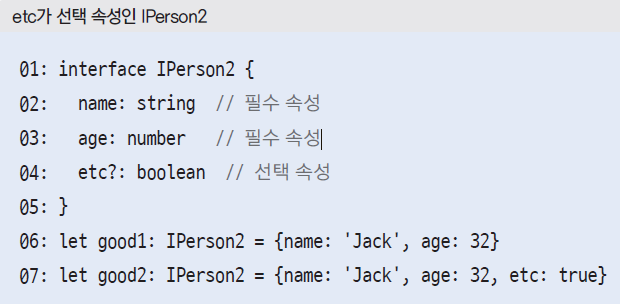 etc가 선택 속성인 IPerson2
01: interface IPerson2 {
02:   name: string  // 필수 속성
03:   age: number   // 필수 속성
04:   etc?: boolean  // 선택 속성
05: }
06: let good1: IPerson2 = {name: 'Jack', age: 32}
07: let good2: IPerson2 = {name: 'Jack', age: 32, etc: true}